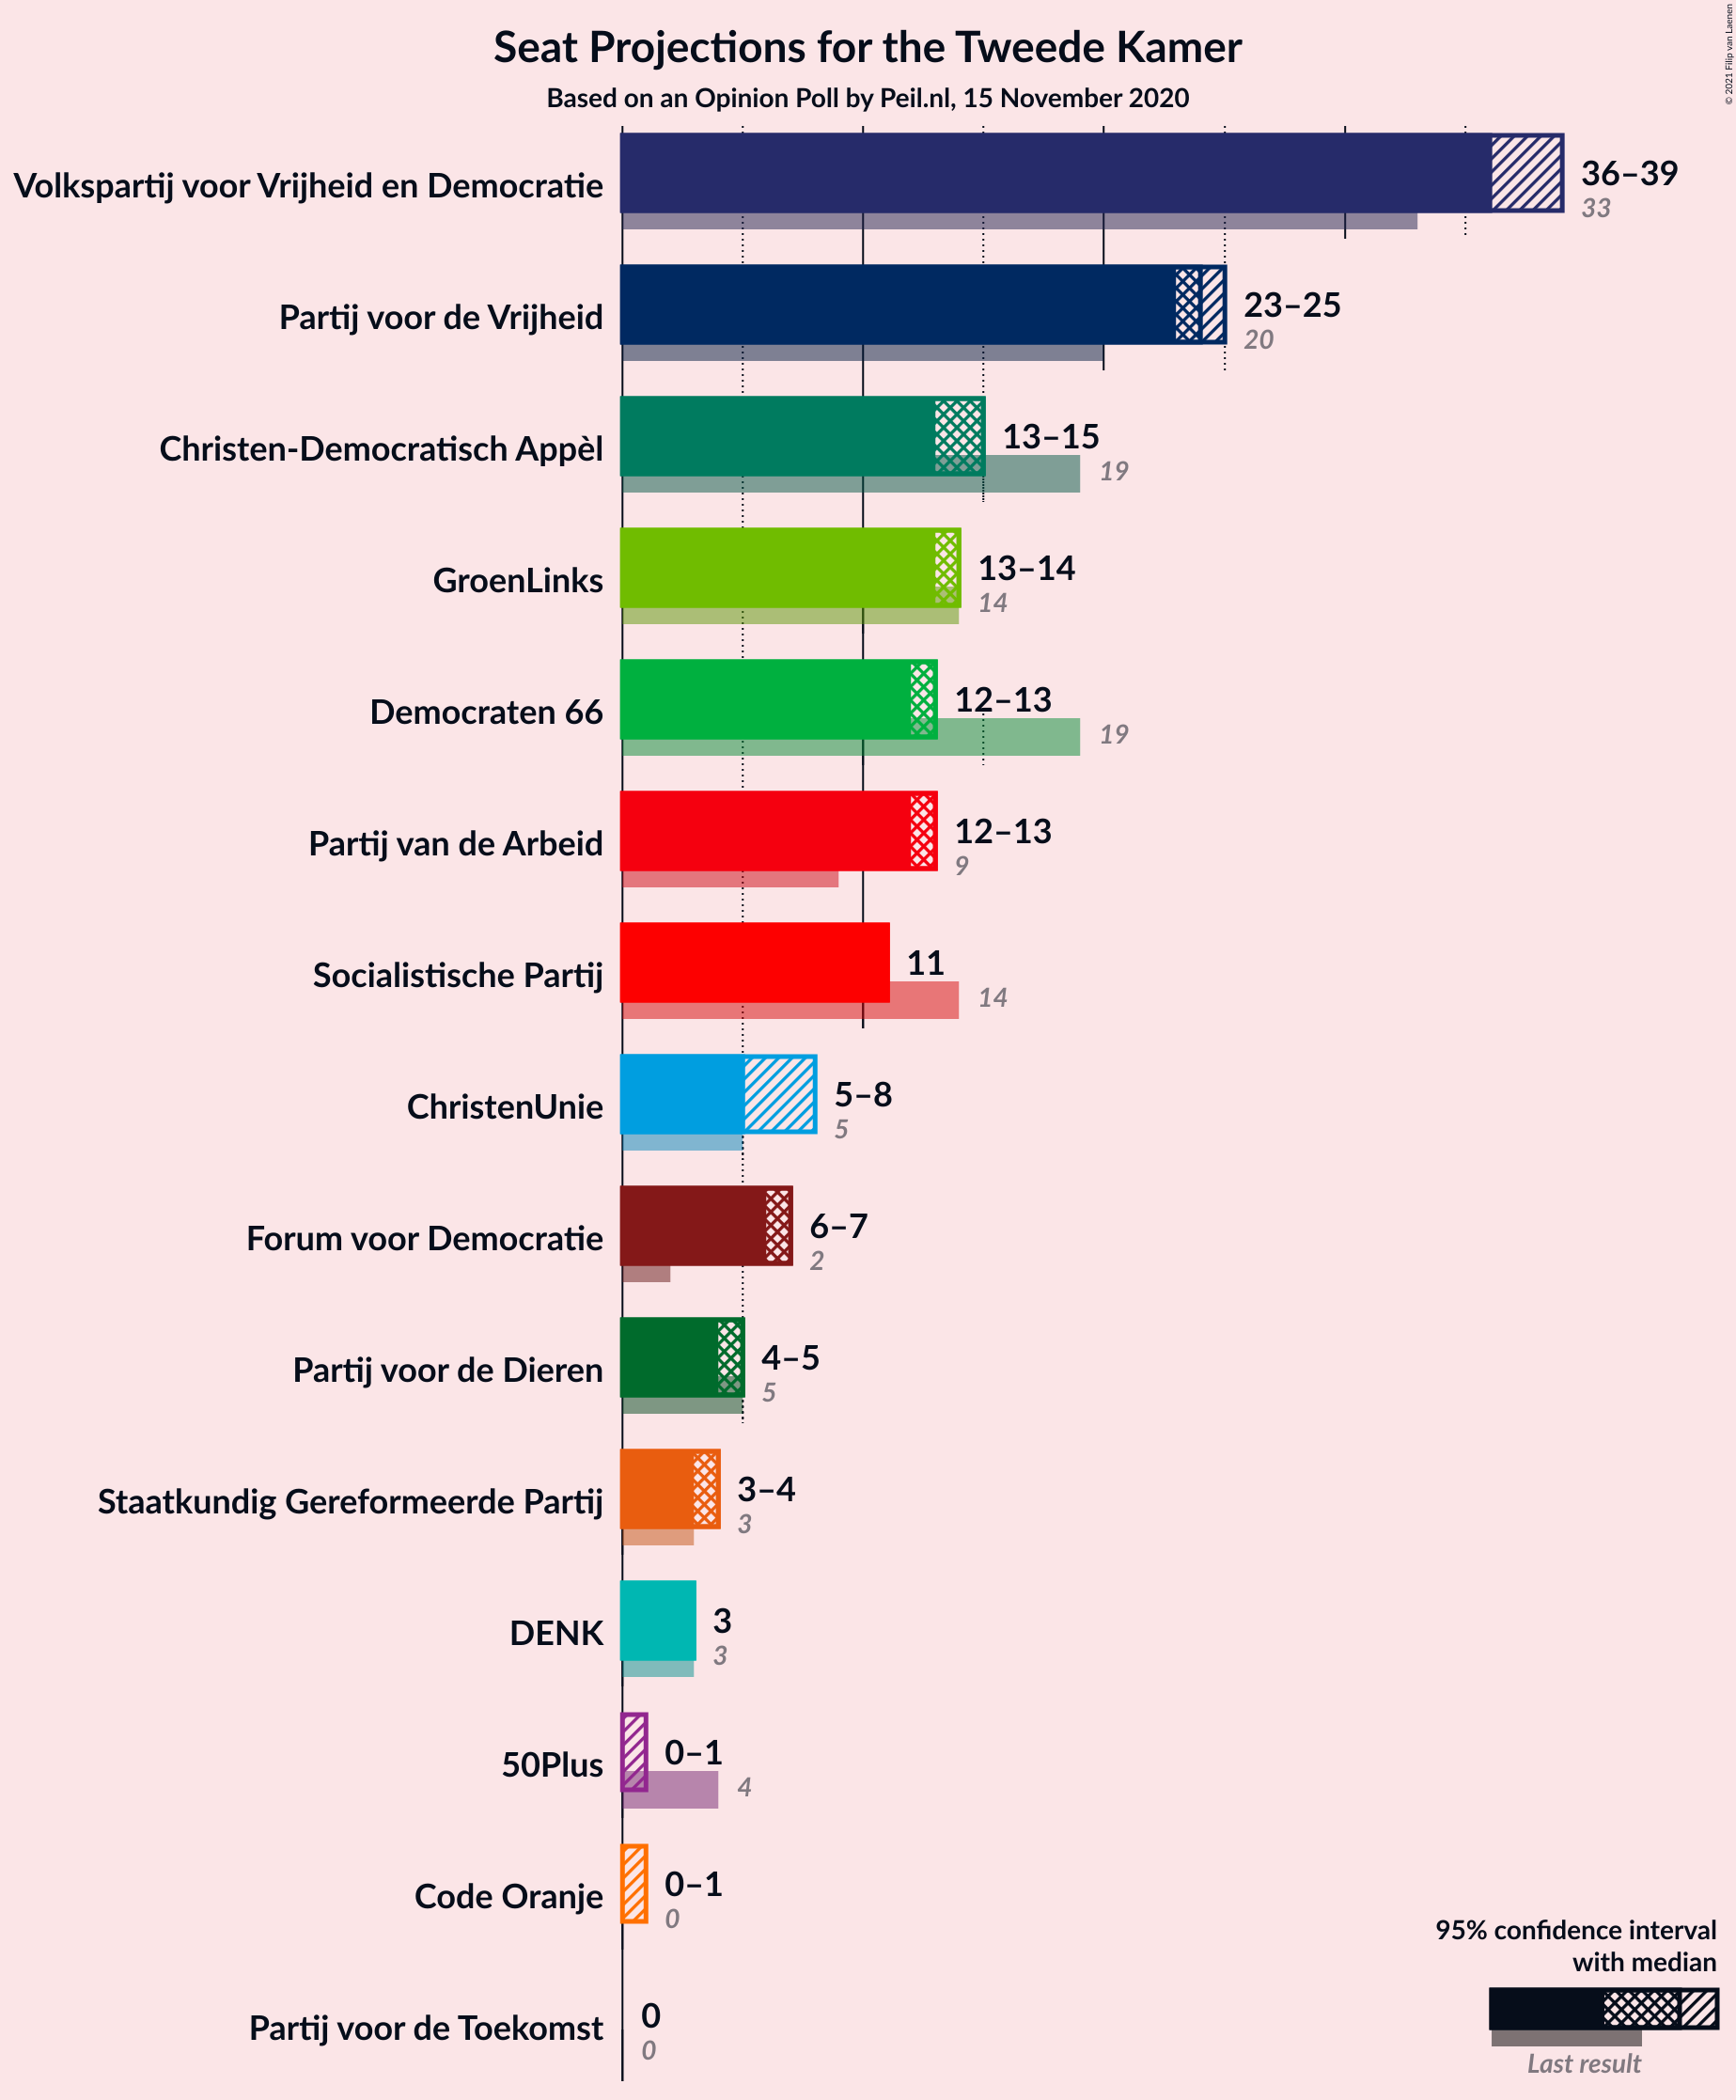 Seat Projections for the Tweede Kamer
Based on an Opinion Poll by Peil.nl, 15 November 2020
© 2021 Filip van Laenen
Volkspartij voor Vrijheid en Democratie
36–39
33
Partij voor de Vrijheid
23–25
20
Christen-Democratisch Appèl
13–15
19
GroenLinks
13–14
14
Democraten 66
12–13
19
Partij van de Arbeid
12–13
9
Socialistische Partij
11
14
ChristenUnie
5–8
5
Forum voor Democratie
6–7
2
Partij voor de Dieren
4–5
5
Staatkundig Gereformeerde Partij
3–4
3
DENK
3
3
50Plus
0–1
4
Code Oranje
0–1
0
Partij voor de Toekomst
0
0
95% confidence interval
with median
Last result